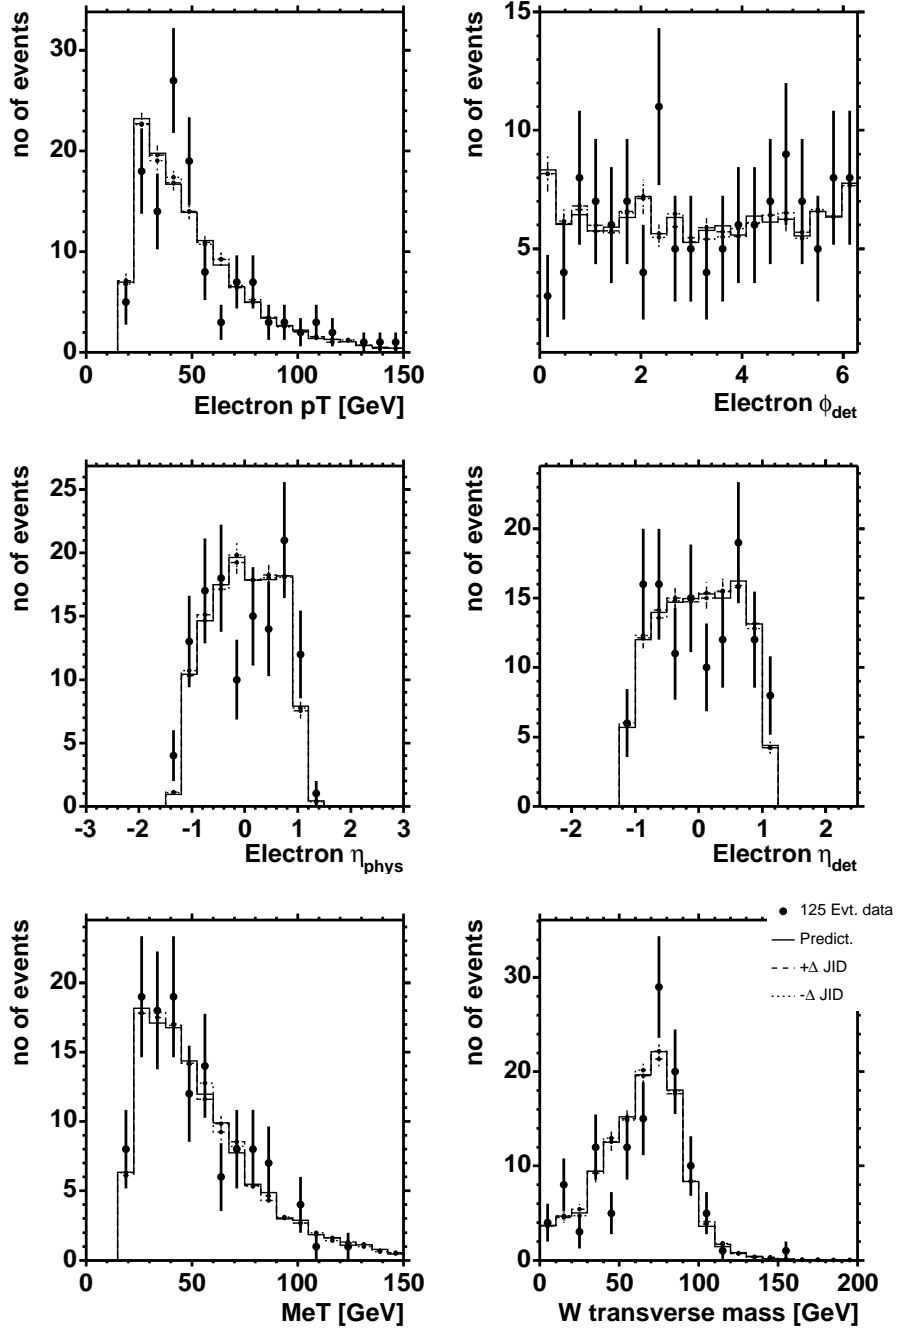 no of events
30
20
10
0
0 50 100 150
Electron pT [GeV]
no of events
15
10
5
0
0 2 4 6
Electron ϕdet
no of events
25
20
15
10
5
0
-3 -2 -1 0 1 2 3
Electron ηphys
no of events
20
15
10
5
0
-2 -1 0 1 2
Electron ηdet
no of events
20
15
10
5
0
0 50 100 150
MeT [GeV]
no of events
30
20
10
0
0 50 100 150 200
W transverse mass [GeV]
125 Evt. data
Predict.
+Δ JID
-Δ JID